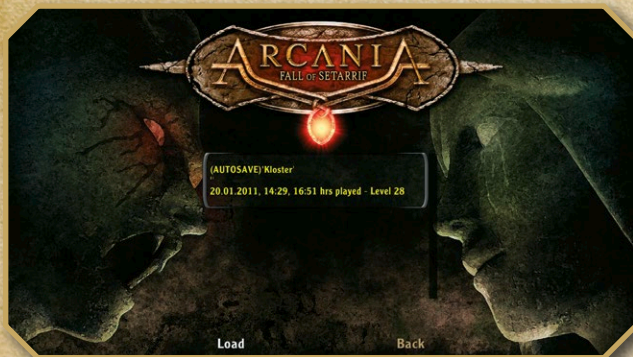 ARCANIA
FALL OF SETARRIF
(AUTOSAVE)'Kloster'
20.01.2011, 14:29, 16:51 hrs played - Level 28
Load
Back